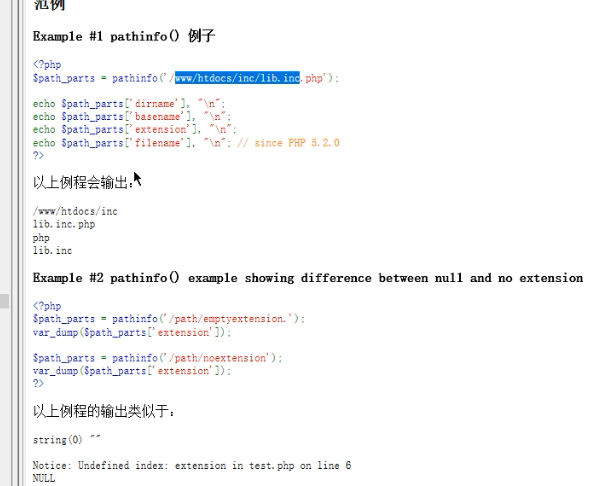 范例
Example #1 pathinfo() 例子
<?php
$path_parts = pathinfo('/www/htdocs/inc/lib.inc.php');
echo $path_parts['dirname'], "\n";
echo $path_parts['basename'], "\n";
echo $path_parts['extension'], "\n";
echo $path_parts['filename'], "\n"; // since PHP 5.2.0
?>
以上例程会输出：
/www/htdocs/inc
lib.inc.php
php
lib.inc
Example #2 pathinfo() example showing difference between null and no extension
<?php
$path_parts = pathinfo('/path/emptyextension.');
var_dump($path_parts['extension']);
$path_parts = pathinfo('/path/noextension');
var_dump($path_parts['extension']);
?>
以上例程的输出类似于：
string(0) ""
Notice: Undefined index: extension in test.php on line 6
NULL